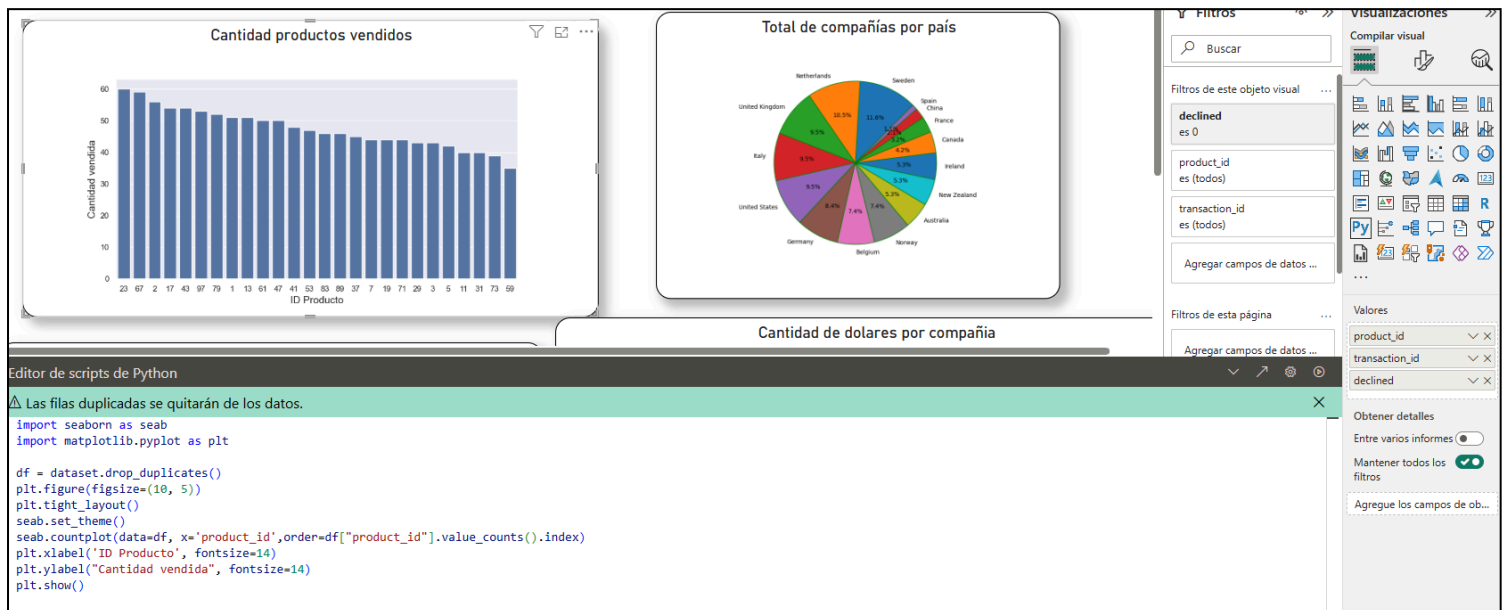 Cantidad productos vendidos
Cantidad vendida
60
50
40
30
20
10
0
23 67 2 17 43 97 79 1 13 61 47 41 53 83 89 37 7 19 71 29 3 5 11 31 73 59
ID Producto
Total de compañías por país
Netherlands
Sweden
Spain
China
France
Canada
Ireland
New Zealand
Australia
Norway
Belgium
Germany
United States
Italy
United Kingdom
10.5%
11.6%
9.5%
3.2%
4.2%
9.5%
5.3%
5.3%
9.5%
5.3%
8.4%
7.4%
7.4%
Cantidad de dolares por compañia
Filtros
Buscar
Filtros de este objeto visual ...
declined
es 0
product_id
es (todos)
transaction_id
es (todos)
Agregar campos de datos ...
Filtros de esta página ...
Agregar campos de datos ...
Visualizaciones
Compilar visual
123
R
Py
123
...
Valores
product_id
transaction_id
declined
Obtener detalles
Entre varios informes
Mantener todos los
filtros
Agregue los campos de ob...
Editor de scripts de Python
Las filas duplicadas se quitarán de los datos.
import seaborn as seab
import matplotlib.pyplot as plt
df = dataset.drop_duplicates()
plt.figure(figsize=(10, 5))
plt.tight_layout()
seab.set_theme()
seab.countplot(data=df, x='product_id',order=df["product_id"].value_counts().index)
plt.xlabel('ID Producto', fontsize=14)
plt.ylabel("Cantidad vendida", fontsize=14)
plt.show()